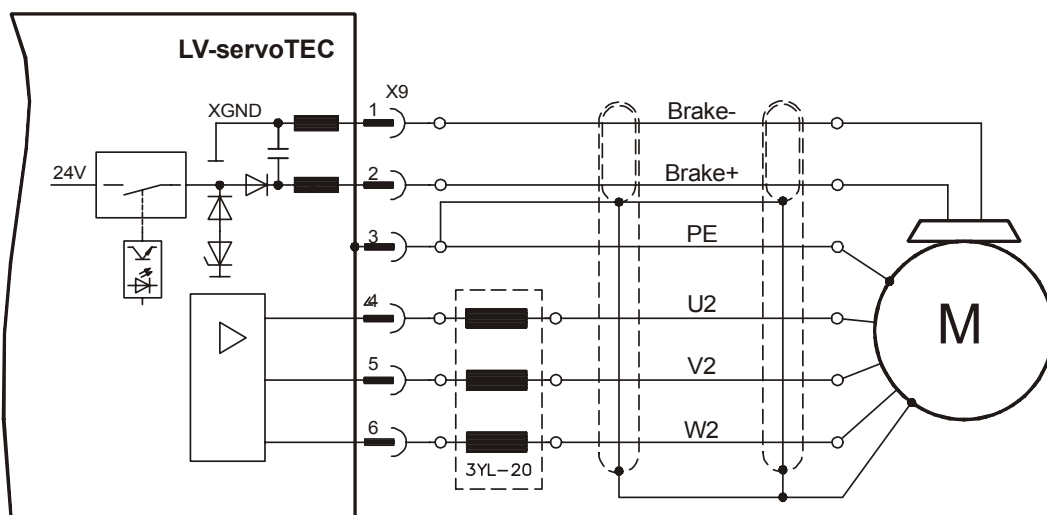 LV-servoTEC
X9
XGND
1
Brake-
24V
2
Brake+
3
PE
4
U2
M
5
V2
6
W2
3YL-20